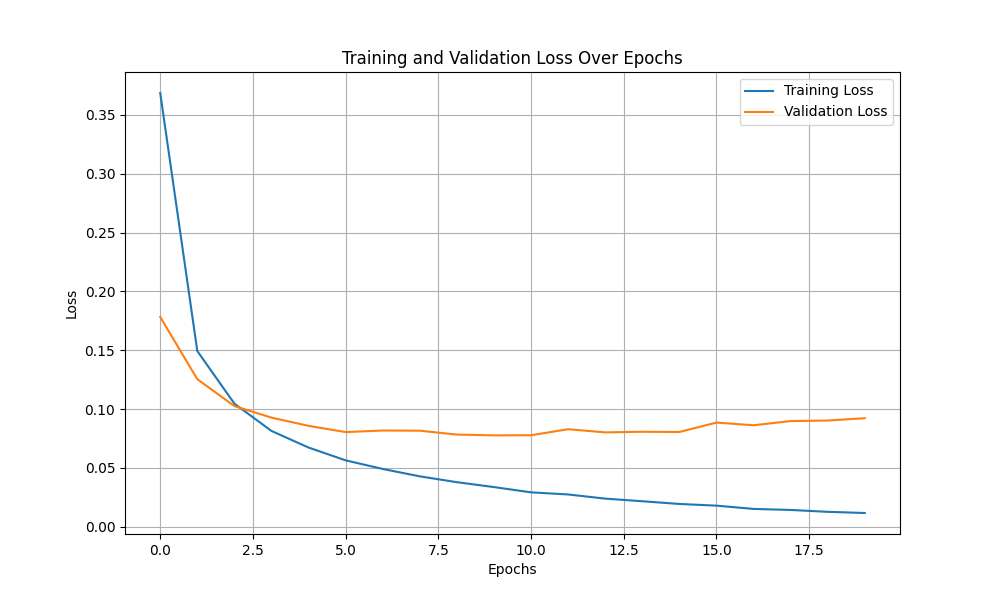 Training and Validation Loss Over Epochs
Training Loss
Validation Loss
Loss
0.35
0.30
0.25
0.20
0.15
0.10
0.05
0.00
0.0 2.5 5.0 7.5 10.0 12.5 15.0 17.5
Epochs